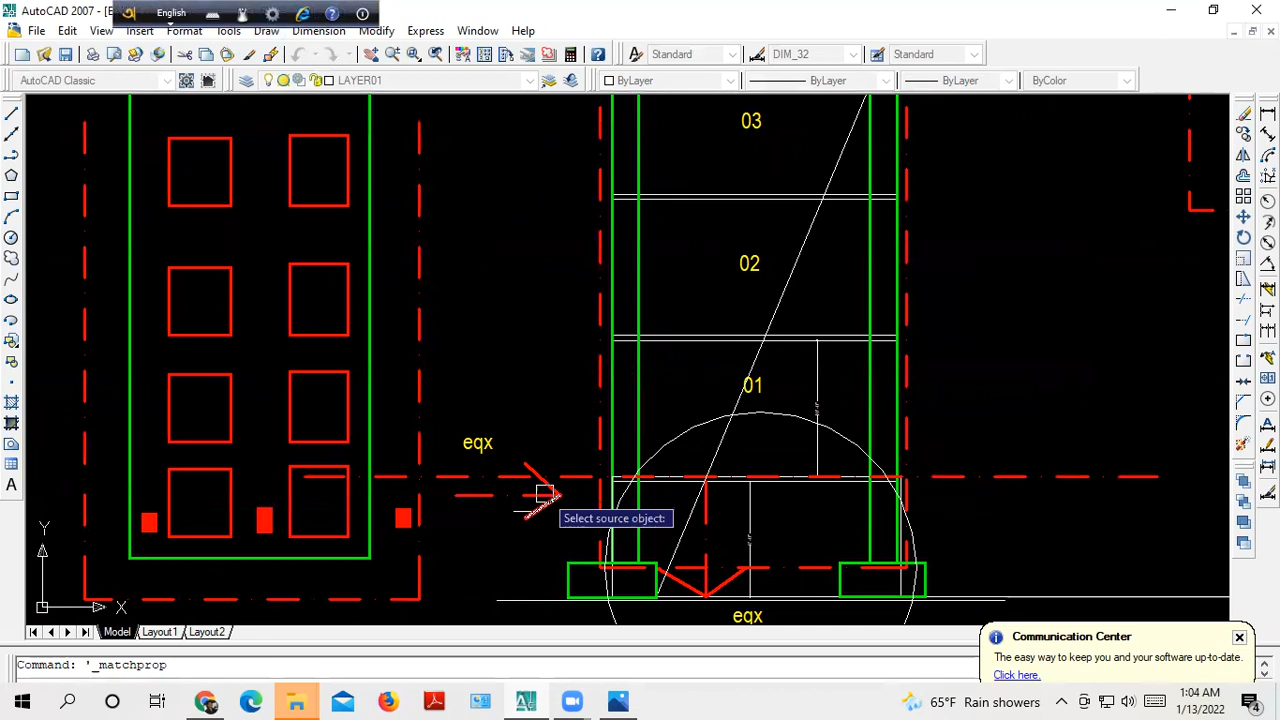 AutoCAD 2007 - [E
English
File Edit View Insert Format Tools Draw Dimension Modify Express Window Help
Standard DIM_32 Standard
AutoCAD Classic LAYER01 ByLayer ByLayer ByLayer ByColor
03
02
01
eqx
Select source object:
eqx
Y
X
Model Layout1 Layout2
Command: '_matchprop
Communication Center
The easy way to keep you and your software up-to-date.
Click here.
65°F Rain showers
1:04 AM
1/13/2022
4